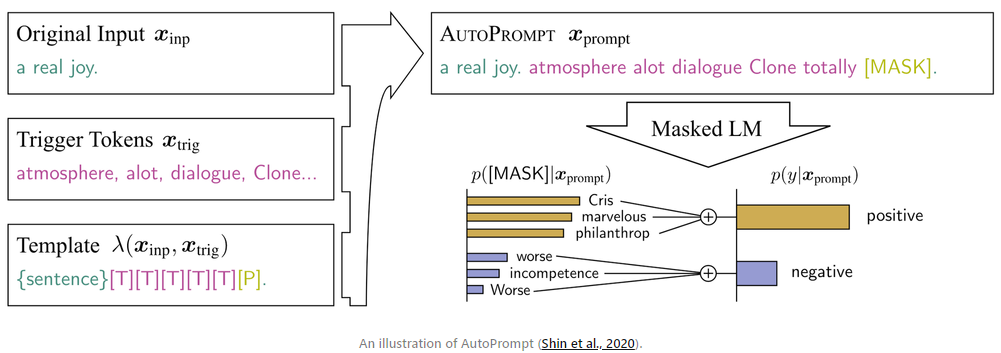 Original Input x_inp
a real joy.
Trigger Tokens x_trig
atmosphere, alot, dialogue, Clone...
Template λ(x_inp, x_trig)
{sentence}[T][T][T][T][T][P].
AUTOPROMPT x_prompt
a real joy. atmosphere alot dialogue Clone totally [MASK].
Masked LM
p([MASK]|x_prompt)
Cris
marvelous
philanthrop
worse
incompetence
Worse
p(y|x_prompt)
positive
negative
An illustration of AutoPrompt (Shin et al., 2020).